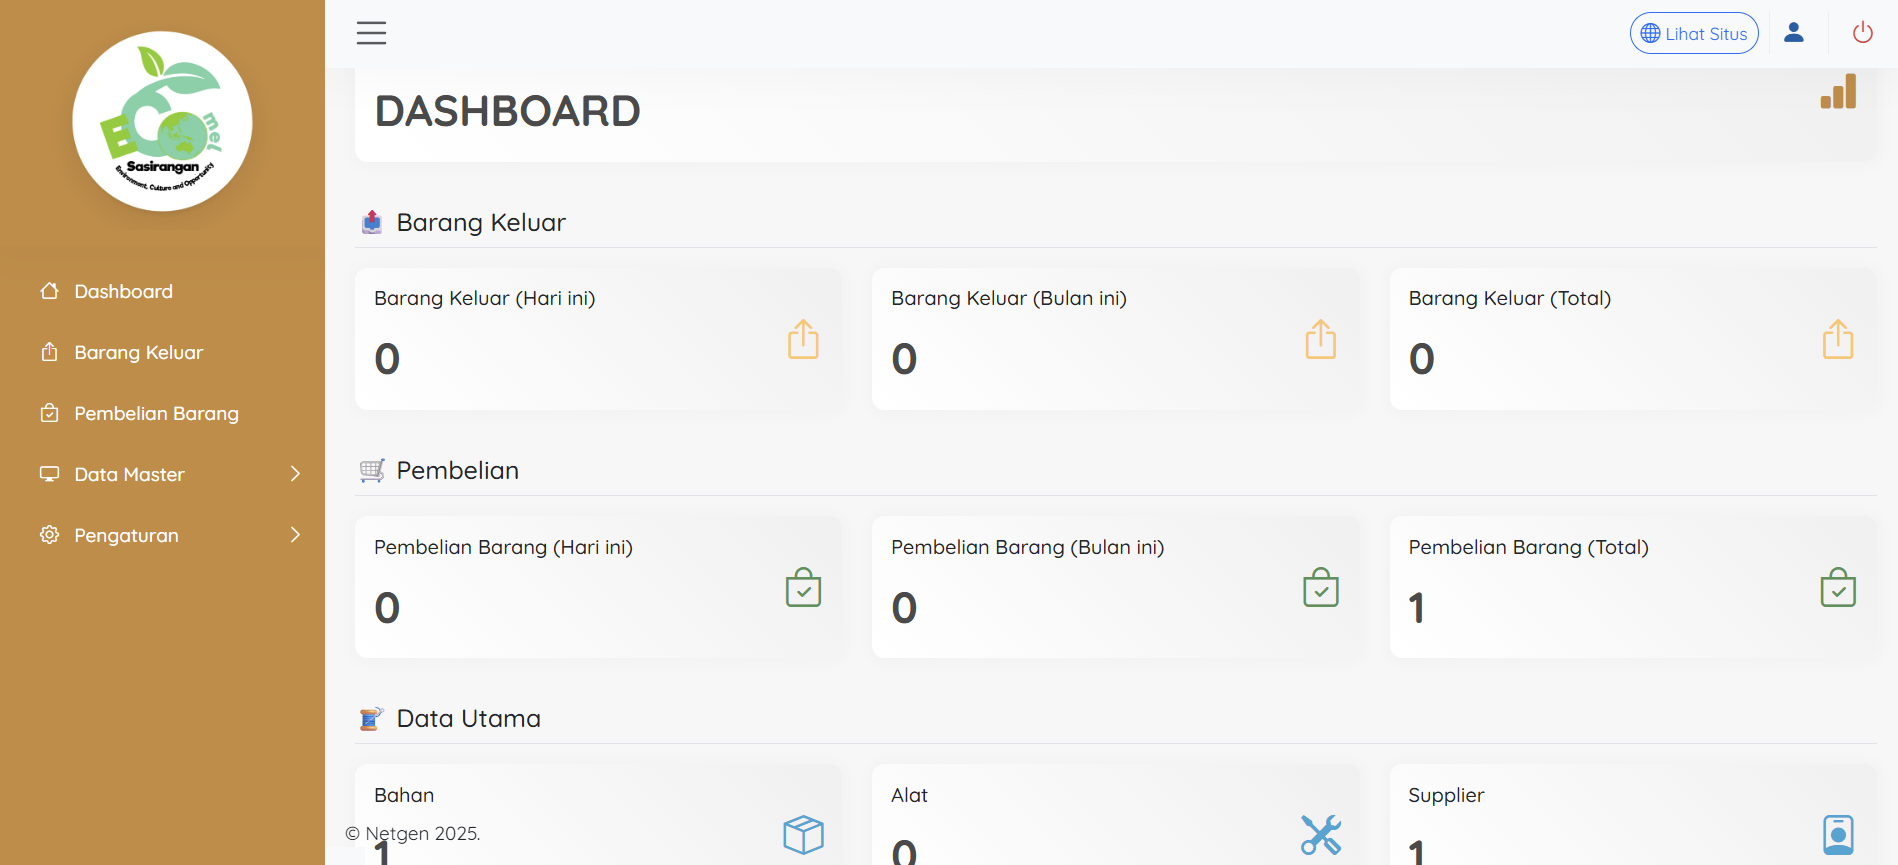 ECO
mel
Sasirangan
Environment, Culture and Opportunity
Dashboard
Barang Keluar
Pembelian Barang
Data Master
Pengaturan
Lihat Situs
DASHBOARD
Barang Keluar
Barang Keluar (Hari ini)
0
Barang Keluar (Bulan ini)
0
Barang Keluar (Total)
0
Pembelian
Pembelian Barang (Hari ini)
0
Pembelian Barang (Bulan ini)
0
Pembelian Barang (Total)
1
Data Utama
Bahan
1
Alat
0
Supplier
1
© Netgen 2025.